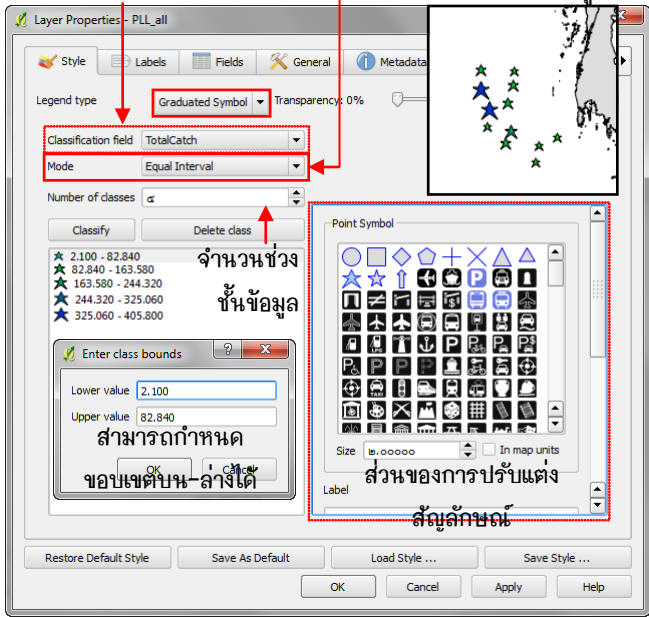 Layer Properties - PLL_all
Style
Labels
Fields
General
Metadata
Legend type
Graduated Symbol
Transparency: 0%
Classification field
TotalCatch
Mode
Equal Interval
Number of classes
๕
Classify
Delete class
Point Symbol
2.100 - 82.840
82.840 - 163.580
163.580 - 244.320
244.320 - 325.060
325.060 - 405.800
จำนวนช่วง
ชั้นข้อมูล
Enter class bounds
Lower value
2.100
Upper value
82.840
สามารถกำหนด
ขอบเขตบน-ล่างได้
OK
Cancel
Size
๒.๐๐๐๐๐
In map units
ส่วนของการปรับแต่ง
สัญลักษณ์
Label
Restore Default Style
Save As Default
Load Style ...
Save Style ...
OK
Cancel
Apply
Help